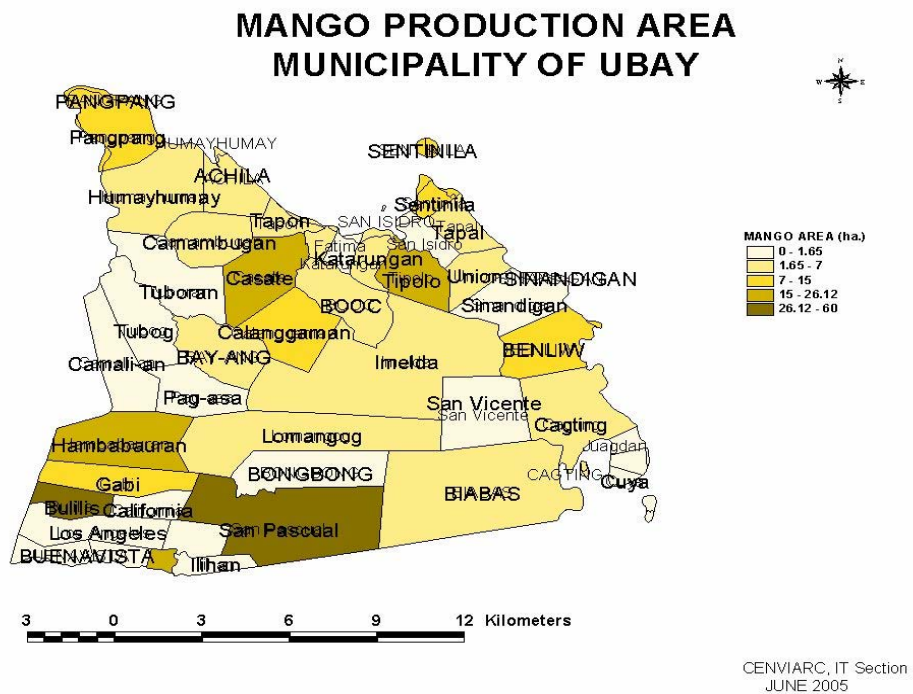 MANGO PRODUCTION AREA
MUNICIPALITY OF UBAY
N
W E
S
PANGPANG
Pangpang
HUMAYHUMAY
SENTINILA
ACHILA
Humayhumay
Sentinila
Tapon
SAN ISIDRO
Tapal
Camambugan
Fatima
San Isidro
Katarungan
Katarungan
Casate
Tipolo
Union
SINANDIGAN
Tuboran
BOOC
Sinandigan
Tubog
Calanggaman
BAY-ANG
Imelda
BENLIW
Camali-an
Pag-asa
San Vicente
San Vicente
Cagting
Hambabauran
Lomangog
Juagdan
Gabi
BONGBONG
CAGTING
Cuya
BIABAS
Bulilis
California
Los Angeles
San Pascual
BUENAVISTA
Ilihan
MANGO AREA (ha.)
0 - 1.65
1.65 - 7
7 - 15
15 - 26.12
26.12 - 60
3 0 3 6 9 12 Kilometers
CENVIARC, IT Section
JUNE 2005